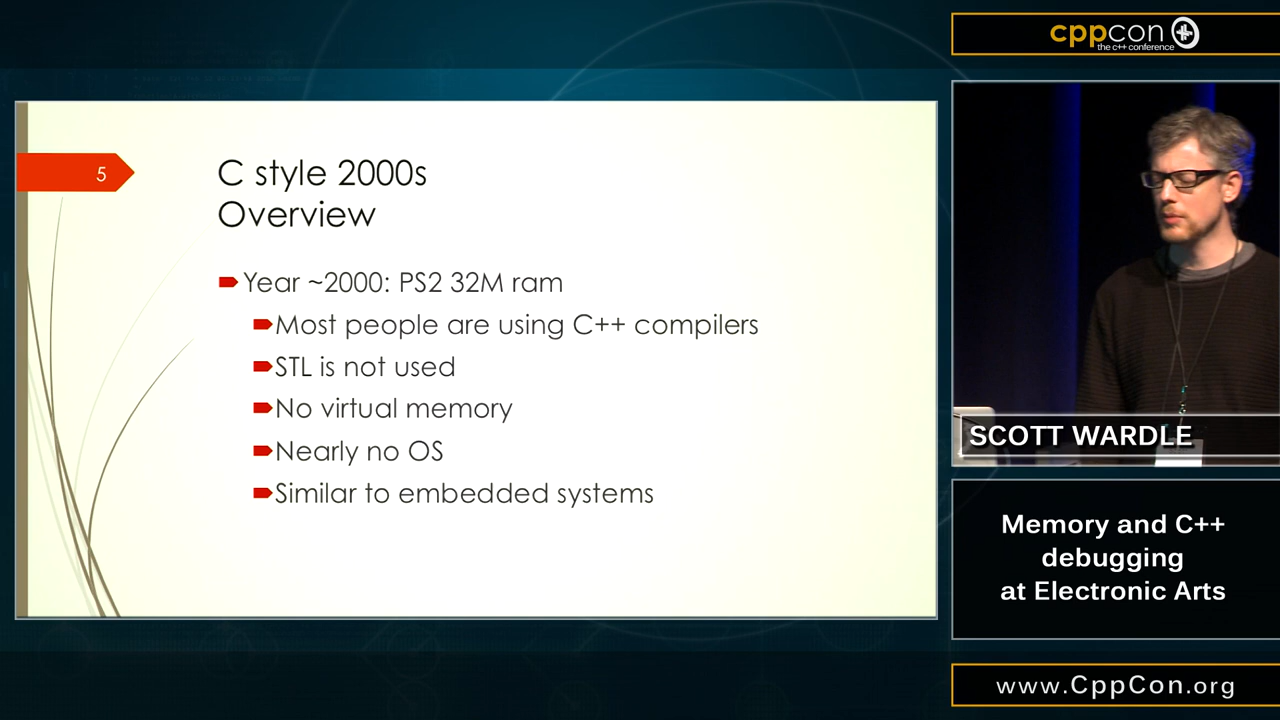 cppcon
the c++ conference
5
C style 2000s
Overview
Year ~2000: PS2 32M ram
Most people are using C++ compilers
STL is not used
No virtual memory
Nearly no OS
Similar to embedded systems
SCOTT WARDLE
Memory and C++
debugging
at Electronic Arts
www.CppCon.org